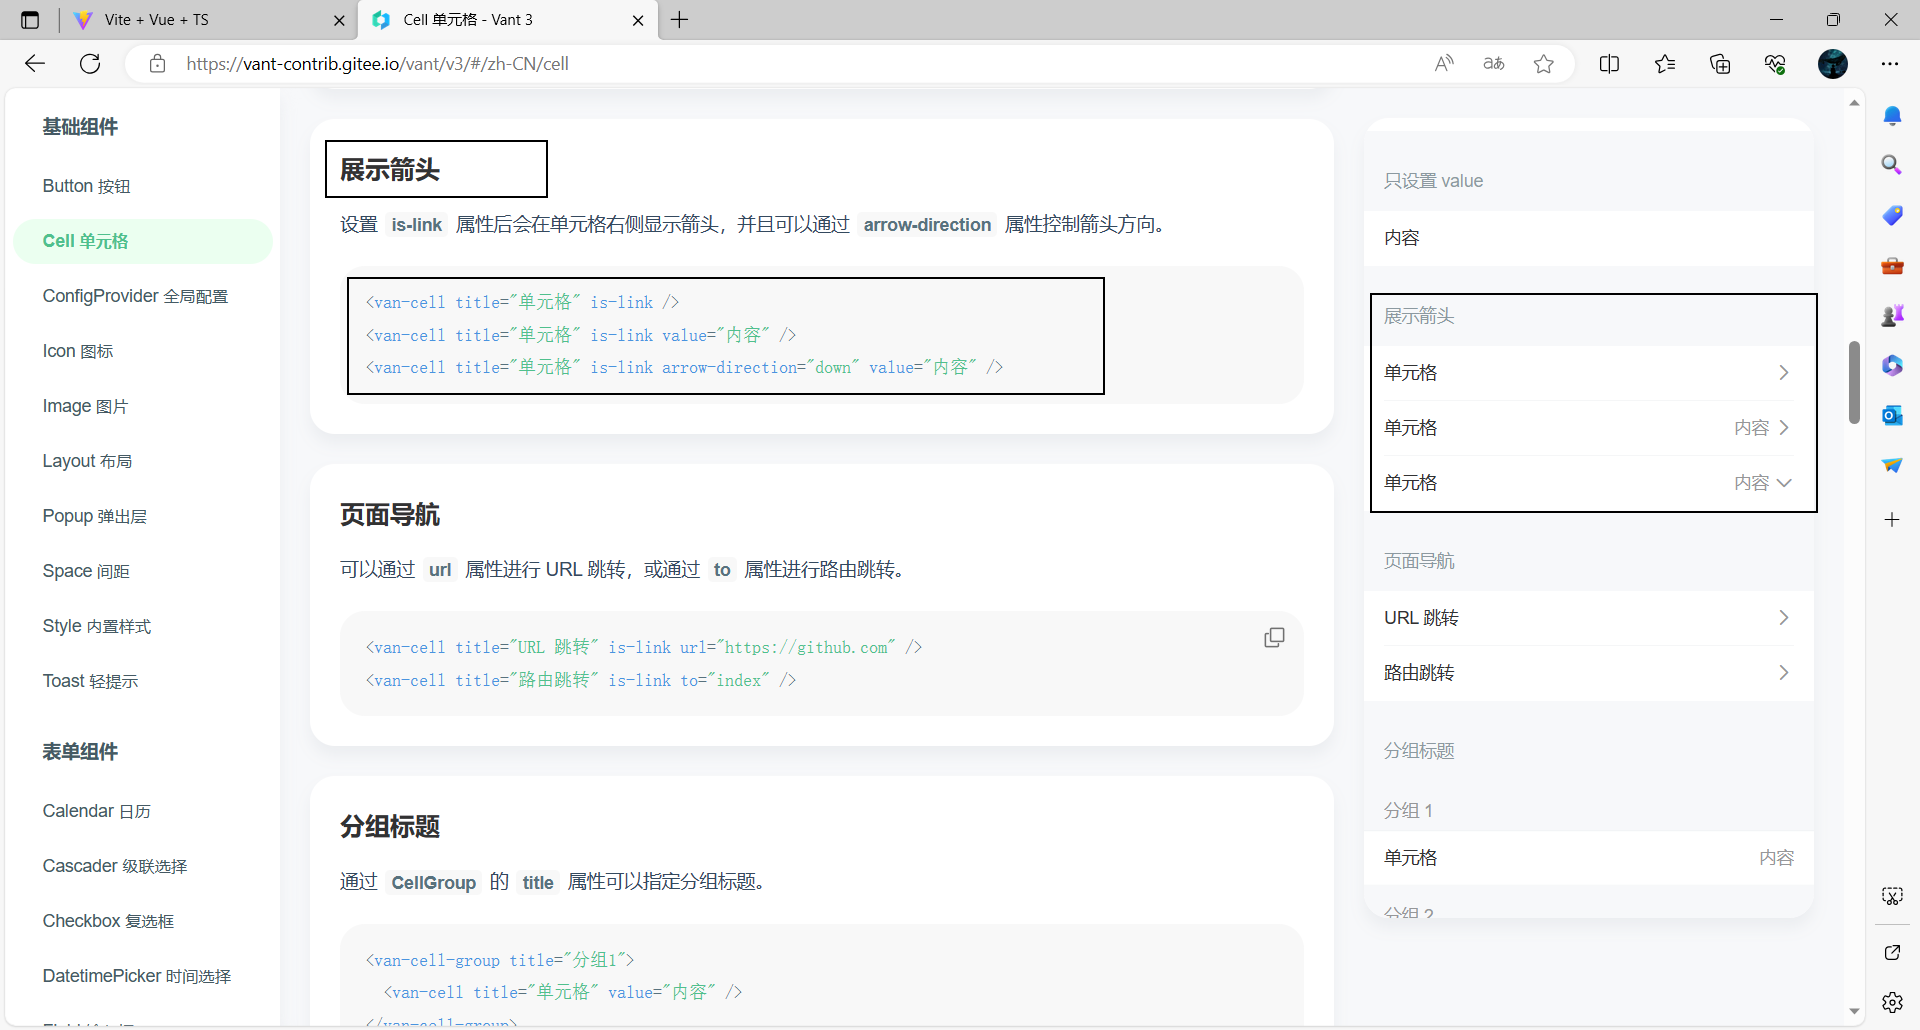 Vite + Vue + TS
Cell 单元格 - Vant 3
https://vant-contrib.gitee.io/vant/v3/#/zh-CN/cell
基础组件
Button 按钮
Cell 单元格
ConfigProvider 全局配置
Icon 图标
Image 图片
Layout 布局
Popup 弹出层
Space 间距
Style 内置样式
Toast 轻提示
表单组件
Calendar 日历
Cascader 级联选择
Checkbox 复选框
DatetimePicker 时间选择
展示箭头
设置 is-link 属性后会在单元格右侧显示箭头，并且可以通过 arrow-direction 属性控制箭头方向。
<van-cell title="单元格" is-link />
<van-cell title="单元格" is-link value="内容" />
<van-cell title="单元格" is-link arrow-direction="down" value="内容" />
页面导航
可以通过 url 属性进行 URL 跳转，或通过 to 属性进行路由跳转。
<van-cell title="URL 跳转" is-link url="https://github.com" />
<van-cell title="路由跳转" is-link to="index" />
分组标题
通过 CellGroup 的 title 属性可以指定分组标题。
<van-cell-group title="分组1">
<van-cell title="单元格" value="内容" />
</van-cell-group>
只设置 value
内容
展示箭头
单元格
单元格 内容
单元格 内容
页面导航
URL 跳转
路由跳转
分组标题
分组 1
单元格 内容
分组 2